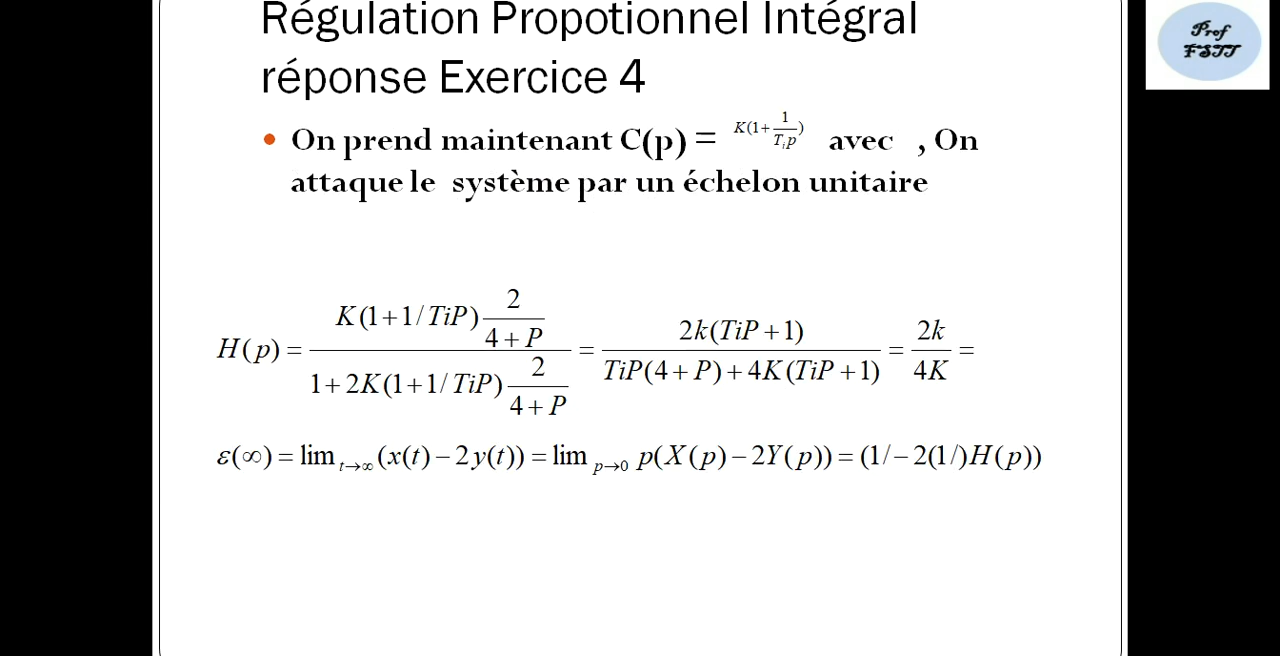 Régulation Propotionnel Intégral
Prof
FSTT
réponse Exercice 4
• On prend maintenant C(p) = K(1+1/T_i p) avec , On
attaque le système par un échelon unitaire
H(p) = (K(1+1/TiP) 2/(4+P)) / (1+2K(1+1/TiP) 2/(4+P)) = 2k(TiP+1) / (TiP(4+P)+4K(TiP+1)) = 2k/4K =
ε(∞) = lim t→∞ (x(t)−2y(t)) = lim p→0 p(X(p)−2Y(p)) = (1/−2(1/)H(p))